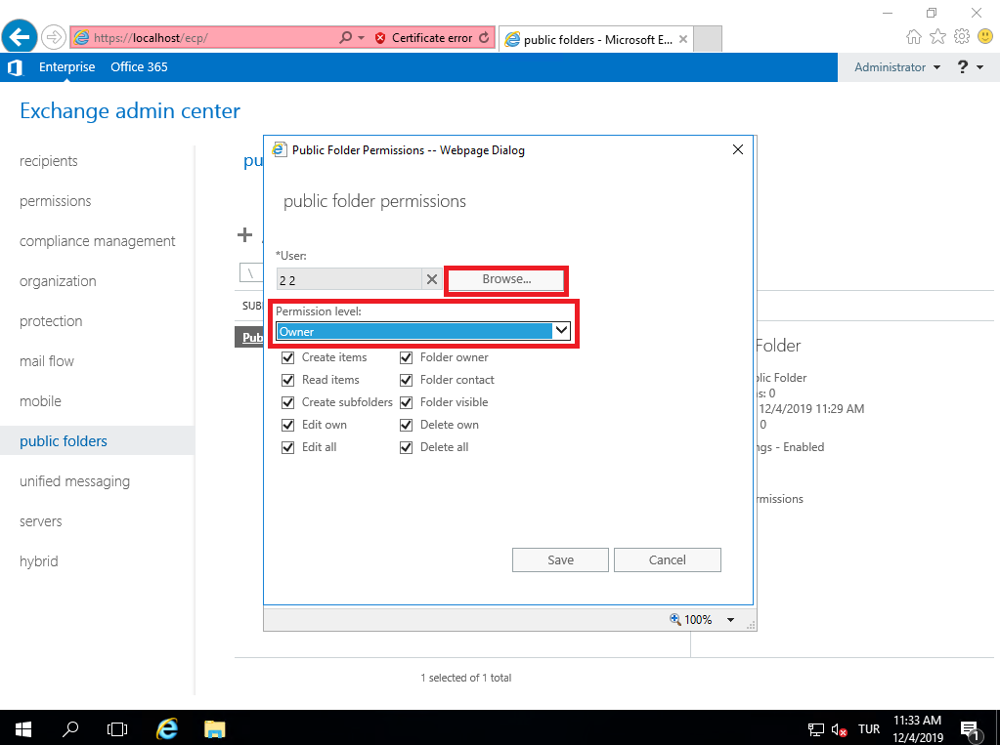 https://localhost/ecp/
Certificate error
public folders - Microsoft E...
Enterprise
Office 365
Administrator
?
Exchange admin center
recipients
permissions
compliance management
organization
protection
mail flow
mobile
public folders
unified messaging
servers
hybrid
pu
\
SUB
Pub
Public Folder Permissions -- Webpage Dialog
public folder permissions
*User:
2 2
Browse...
Permission level:
Owner
Create items
Folder owner
Read items
Folder contact
Create subfolders
Folder visible
Edit own
Delete own
Edit all
Delete all
Save
Cancel
100%
Folder
blic Folder
s: 0
12/4/2019 11:29 AM
0
ngs - Enabled
rmissions
1 selected of 1 total
TUR
11:33 AM
12/4/2019
1